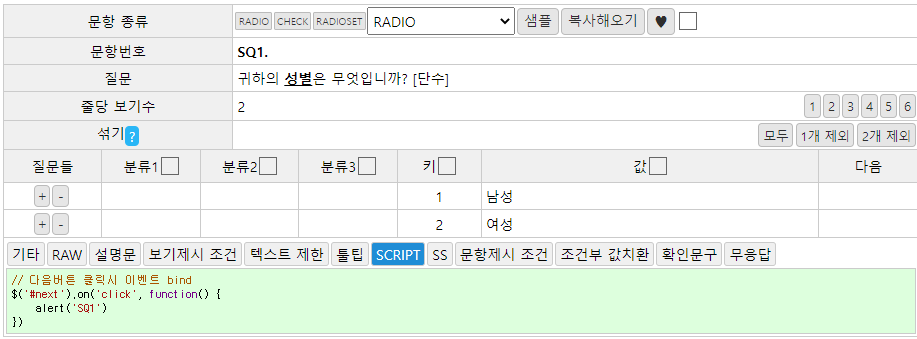 문항 종류 RADIO CHECK RADIOSET RADIO 샘플 복사해오기 ♥
문항번호 SQ1.
질문 귀하의 성별은 무엇입니까? [단수]
줄당 보기수 2 1 2 3 4 5 6
섞기? 모두 1개 제외 2개 제외
질문들 분류1 분류2 분류3 키 값 다음
+ - 1 남성
+ - 2 여성
기타 RAW 설명문 보기제시 조건 텍스트 제한 툴팁 SCRIPT SS 문항제시 조건 조건부 값치환 확인문구 무응답
// 다음버튼 클릭시 이벤트 bind
$('#next').on('click', function() {
alert('SQ1')
})